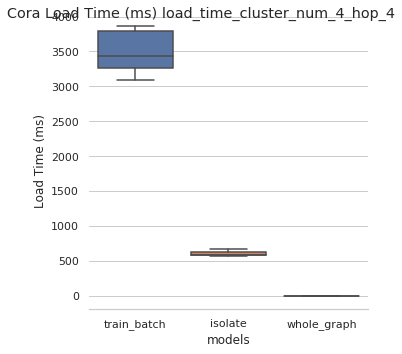 Cora Load Time (ms) load_time_cluster_num_4_hop_4
4000
3500
3000
2500
2000
1500
1000
500
0
Load Time (ms)
train_batch isolate whole_graph
models